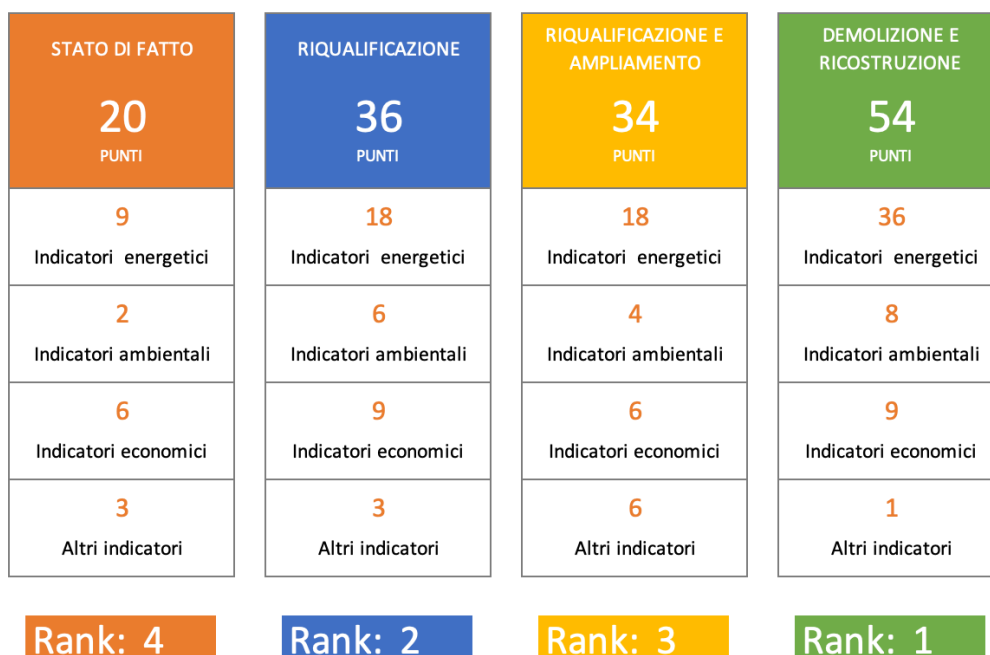 STATO DI FATTO
20
PUNTI
9
Indicatori energetici
2
Indicatori ambientali
6
Indicatori economici
3
Altri indicatori
Rank: 4
RIQUALIFICAZIONE
36
PUNTI
18
Indicatori energetici
6
Indicatori ambientali
9
Indicatori economici
3
Altri indicatori
Rank: 2
RIQUALIFICAZIONE E
AMPLIAMENTO
34
PUNTI
18
Indicatori energetici
4
Indicatori ambientali
6
Indicatori economici
6
Altri indicatori
Rank: 3
DEMOLIZIONE E
RICOSTRUZIONE
54
PUNTI
36
Indicatori energetici
8
Indicatori ambientali
9
Indicatori economici
1
Altri indicatori
Rank: 1